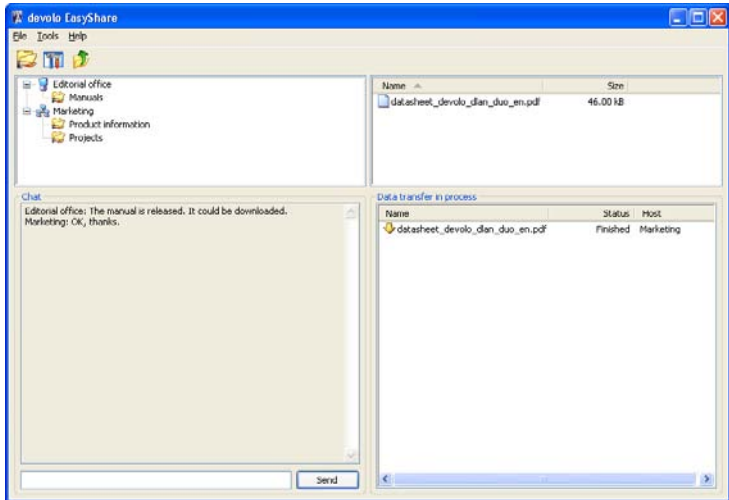 devolo EasyShare
File Tools Help
Editorial office
Manuals
Marketing
Product information
Projects
Name Size
datasheet_devolo_dlan_duo_en.pdf 46.00 kB
Chat
Editorial office: The manual is released. It could be downloaded.
Marketing: OK, thanks.
Send
Data transfer in process
Name Status Host
datasheet_devolo_dlan_duo_en.pdf Finished Marketing